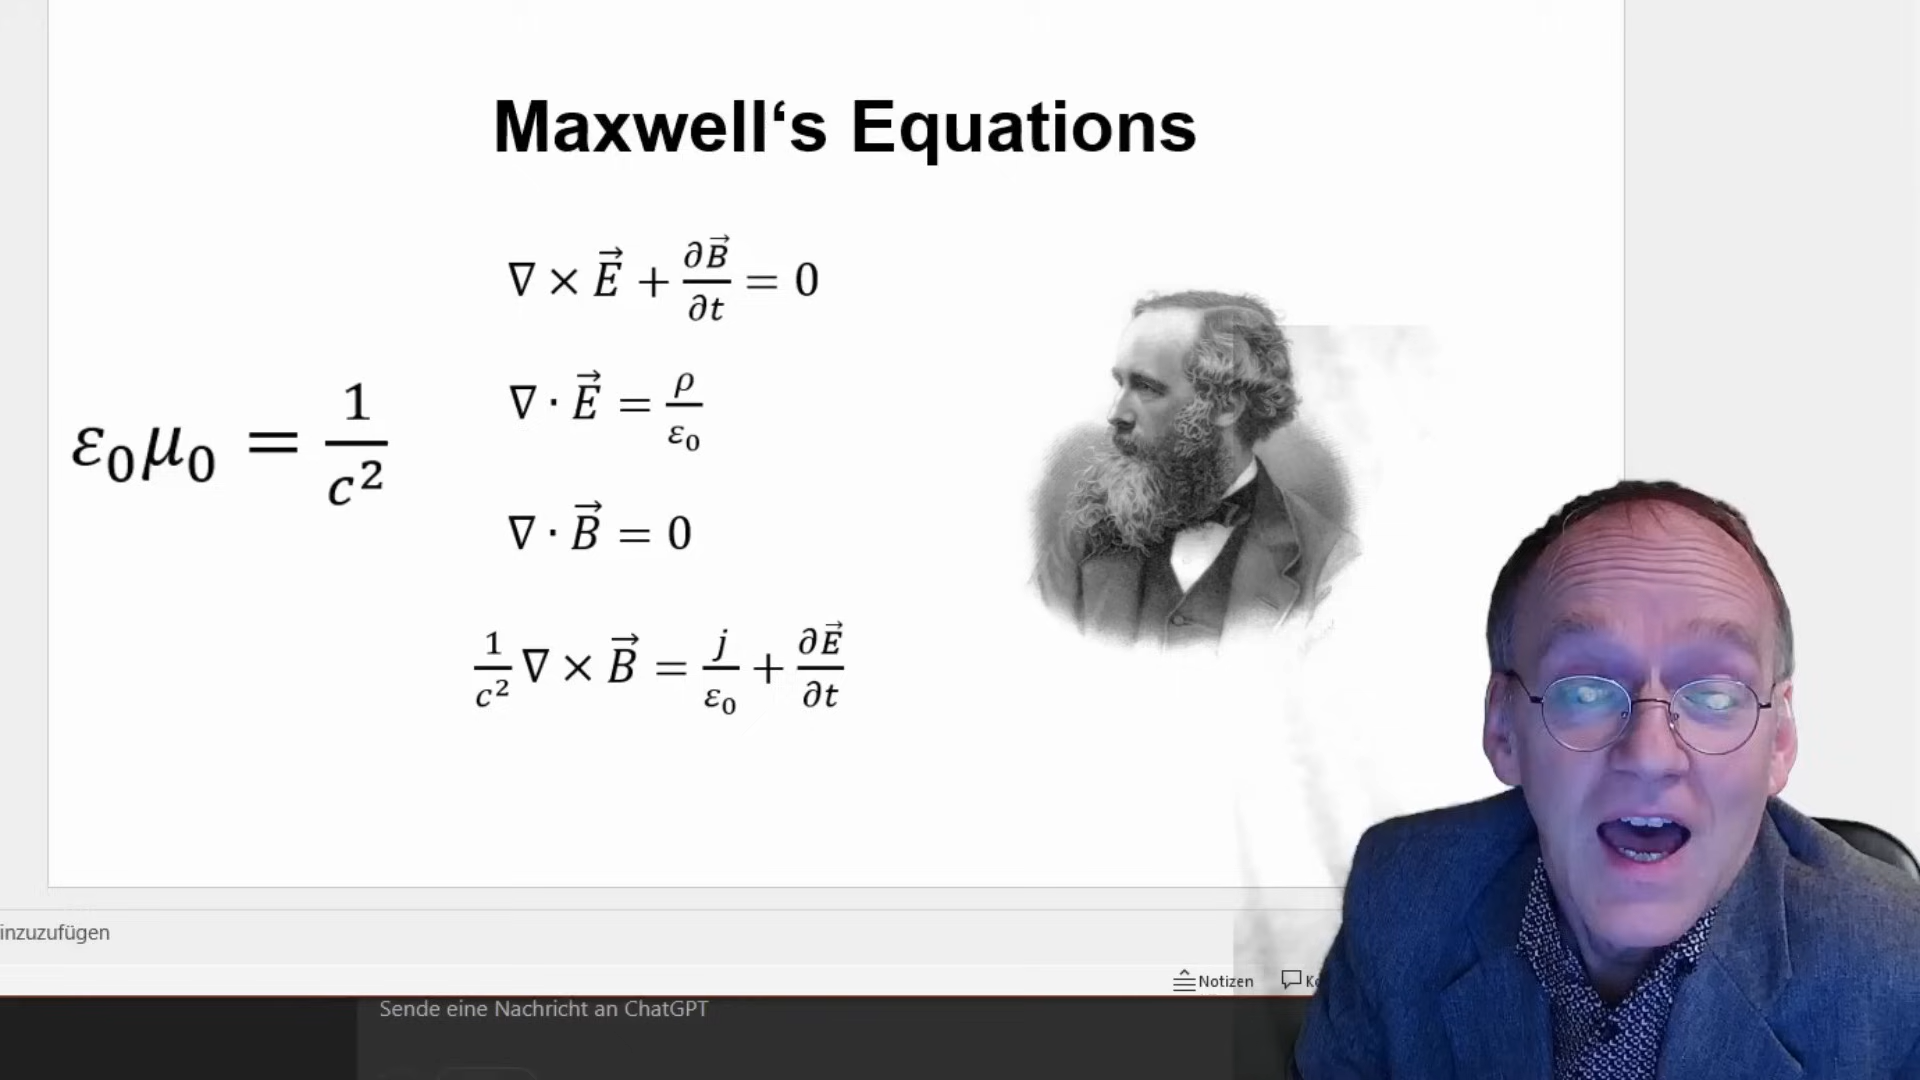 Maxwell‘s Equations
∇ × E⃗ + ∂B⃗/∂t = 0
∇ · E⃗ = ρ/ε₀
ε₀μ₀ = 1/c²
∇ · B⃗ = 0
1/c² ∇ × B⃗ = j/ε₀ + ∂E⃗/∂t
inzuzufügen
Notizen
Sende eine Nachricht an ChatGPT